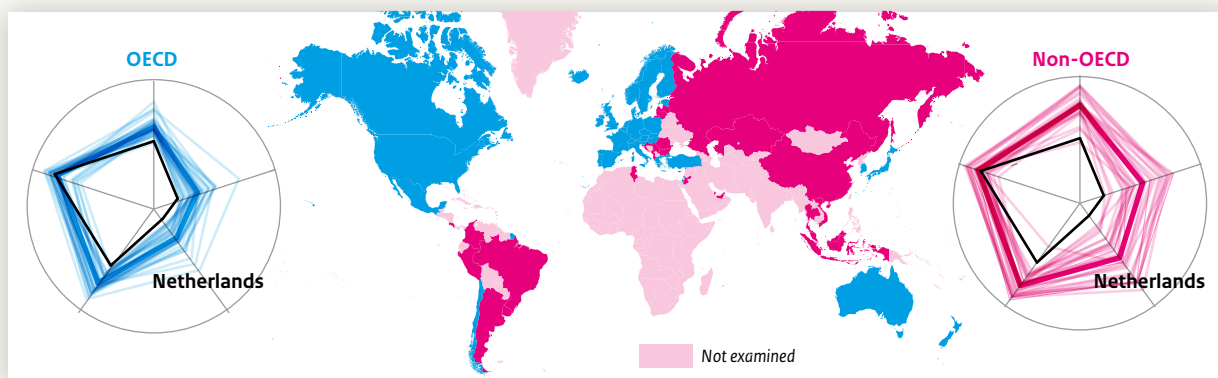 OECD
Non-OECD
Netherlands
Netherlands
Not examined